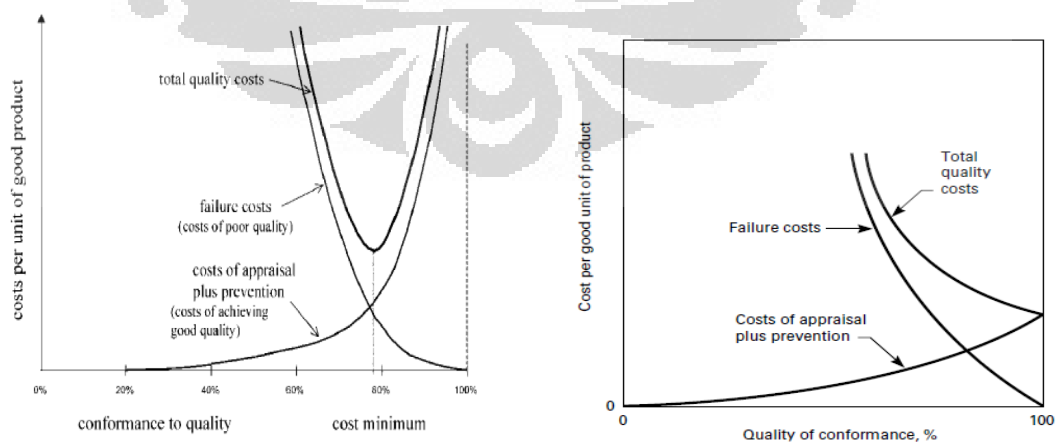 costs per unit of good product
total quality costs
failure costs
(costs of poor quality)
costs of appraisal
plus prevention
(costs of achieving
good quality)
0%
20%
40%
60%
80%
100%
conformance to quality
cost minimum
Cost per good unit of product
Total
quality
costs
Failure costs
Costs of appraisal
plus prevention
0
0
100
Quality of conformance, %